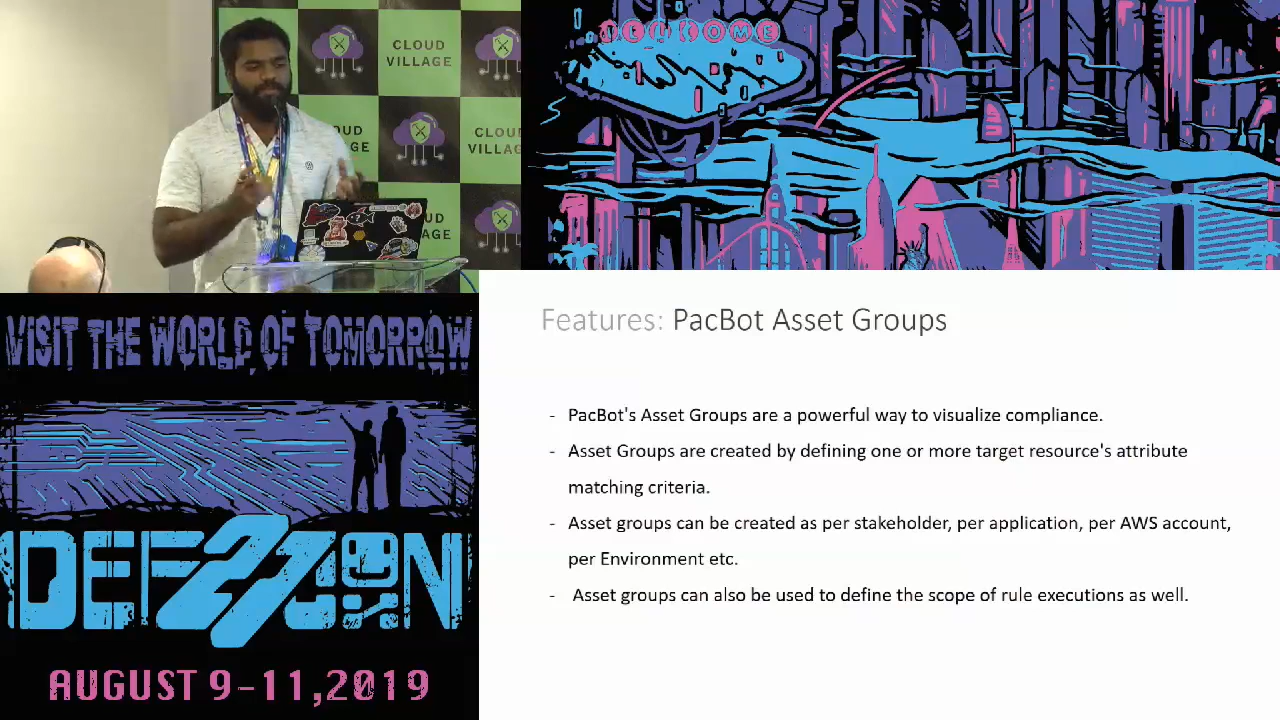 CLOUD
VILLAGE
WELCOME
CLOUD
VILLAGE
CLOUD
VILLAGE
VISIT THE WORLD OF TOMORROW
DEF27CON
AUGUST 9-11,2019
Features: PacBot Asset Groups
- PacBot's Asset Groups are a powerful way to visualize compliance.
- Asset Groups are created by defining one or more target resource's attribute
matching criteria.
- Asset groups can be created as per stakeholder, per application, per AWS account,
per Environment etc.
- Asset groups can also be used to define the scope of rule executions as well.